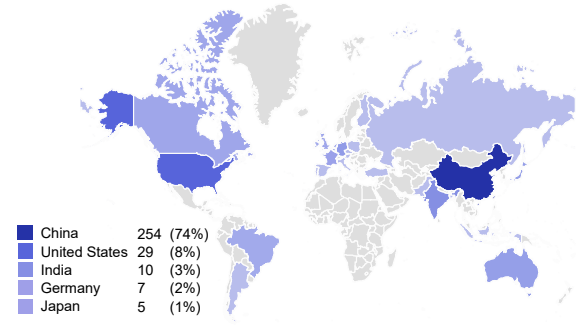 China 254 (74%)
United States 29 (8%)
India 10 (3%)
Germany 7 (2%)
Japan 5 (1%)